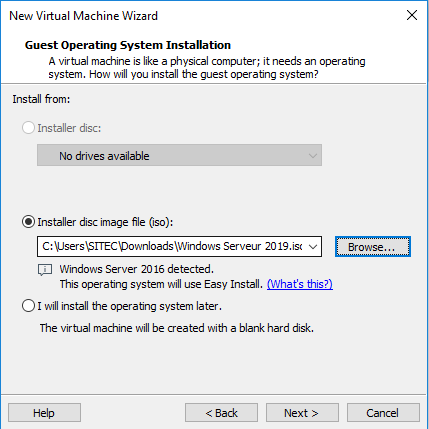 New Virtual Machine Wizard
Guest Operating System Installation
A virtual machine is like a physical computer; it needs an operating
system. How will you install the guest operating system?
Install from:
Installer disc:
No drives available
Installer disc image file (iso):
C:\Users\SITEC\Downloads\Windows Serveur 2019.iso
Browse...
Windows Server 2016 detected.
This operating system will use Easy Install. (What's this?)
I will install the operating system later.
The virtual machine will be created with a blank hard disk.
Help
< Back
Next >
Cancel